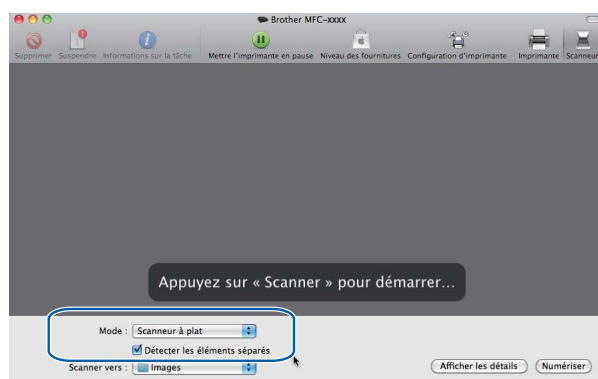 Brother MFC-XXXX
Supprimer Suspendre Informations sur la tâche Mettre l'imprimante en pause Niveau des fournitures Configuration d'imprimante Imprimante Scanneur
Appuyez sur « Scanner » pour démarrer...
Mode : Scanneur à plat
Détecter les éléments séparés
Scanner vers : Images Afficher les détails Numériser